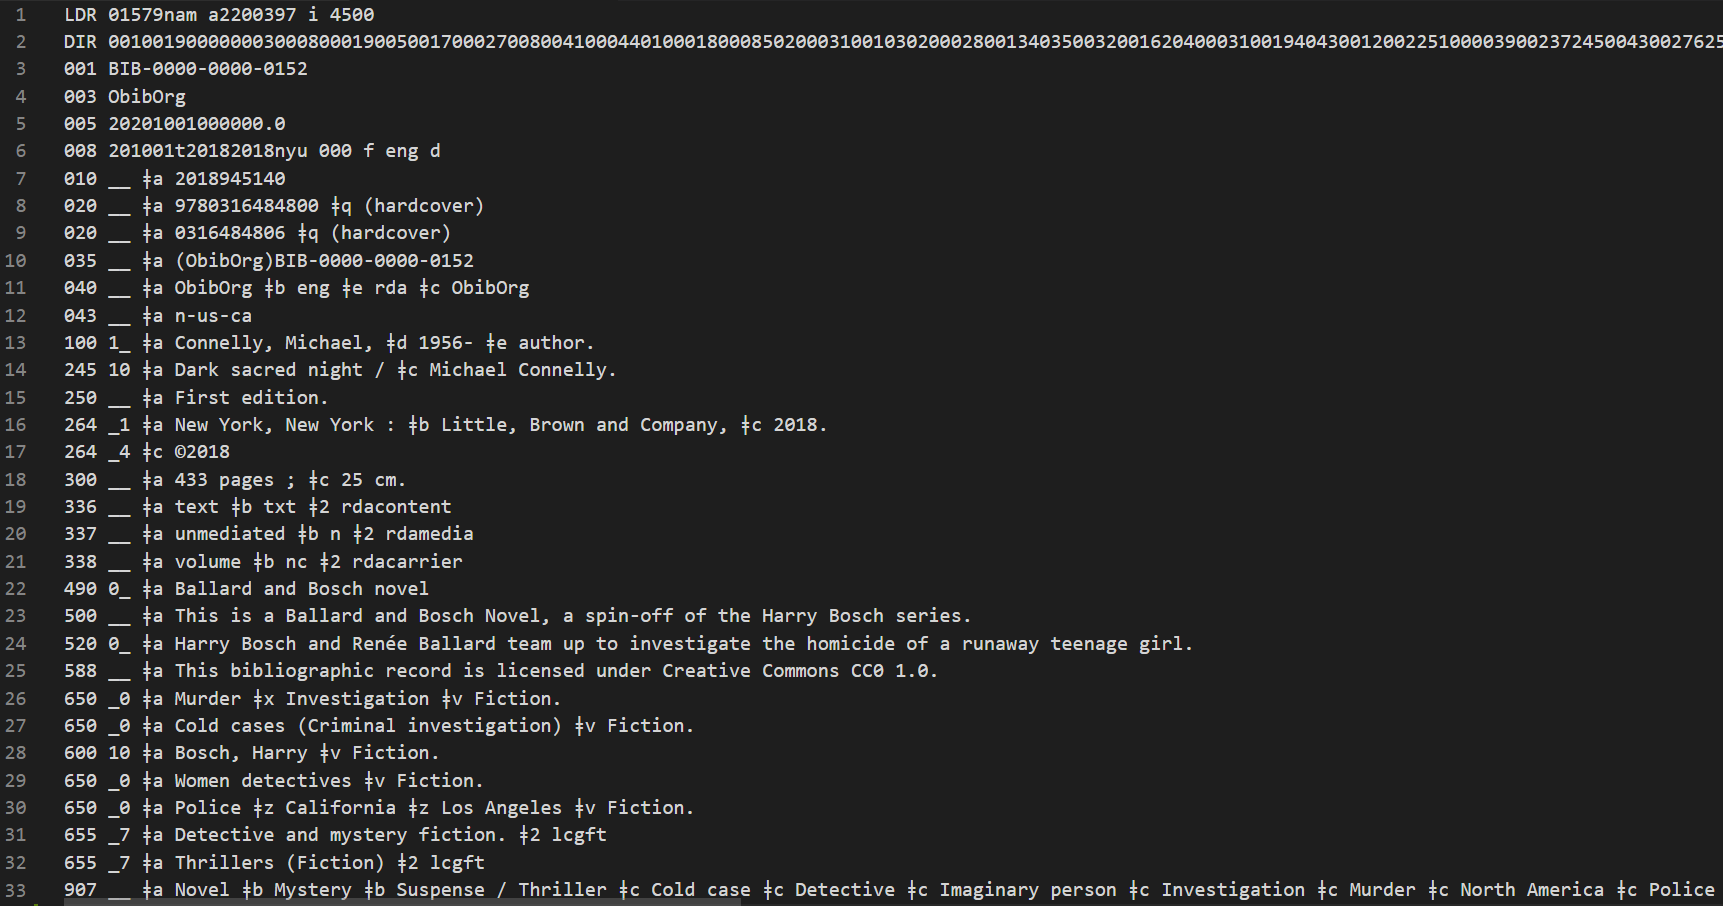 1 LDR 01579nam a2200397 i 4500
2 DIR 00100190000000300080001900500170002700800410004401000180008502000310010302000280013403500320016204000310019404300120022510000390023724500430027625
3 001 BIB-0000-0000-0152
4 003 ObibOrg
5 005 20201001000000.0
6 008 201001t20182018nyu 000 f eng d
7 010 __ ‡a 2018945140
8 020 __ ‡a 9780316484800 ‡q (hardcover)
9 020 __ ‡a 0316484806 ‡q (hardcover)
10 035 __ ‡a (ObibOrg)BIB-0000-0000-0152
11 040 __ ‡a ObibOrg ‡b eng ‡e rda ‡c ObibOrg
12 043 __ ‡a n-us-ca
13 100 1_ ‡a Connelly, Michael, ‡d 1956- ‡e author.
14 245 10 ‡a Dark sacred night / ‡c Michael Connelly.
15 250 __ ‡a First edition.
16 264 _1 ‡a New York, New York : ‡b Little, Brown and Company, ‡c 2018.
17 264 _4 ‡c ©2018
18 300 __ ‡a 433 pages ; ‡c 25 cm.
19 336 __ ‡a text ‡b txt ‡2 rdacontent
20 337 __ ‡a unmediated ‡b n ‡2 rdamedia
21 338 __ ‡a volume ‡b nc ‡2 rdacarrier
22 490 0_ ‡a Ballard and Bosch novel
23 500 __ ‡a This is a Ballard and Bosch Novel, a spin-off of the Harry Bosch series.
24 520 0_ ‡a Harry Bosch and Renée Ballard team up to investigate the homicide of a runaway teenage girl.
25 588 __ ‡a This bibliographic record is licensed under Creative Commons CC0 1.0.
26 650 _0 ‡a Murder ‡x Investigation ‡v Fiction.
27 650 _0 ‡a Cold cases (Criminal investigation) ‡v Fiction.
28 600 10 ‡a Bosch, Harry ‡v Fiction.
29 650 _0 ‡a Women detectives ‡v Fiction.
30 650 _0 ‡a Police ‡z California ‡z Los Angeles ‡v Fiction.
31 655 _7 ‡a Detective and mystery fiction. ‡2 lcgft
32 655 _7 ‡a Thrillers (Fiction) ‡2 lcgft
33 907 __ ‡a Novel ‡b Mystery ‡b Suspense / Thriller ‡c Cold case ‡c Detective ‡c Imaginary person ‡c Investigation ‡c Murder ‡c North America ‡c Police